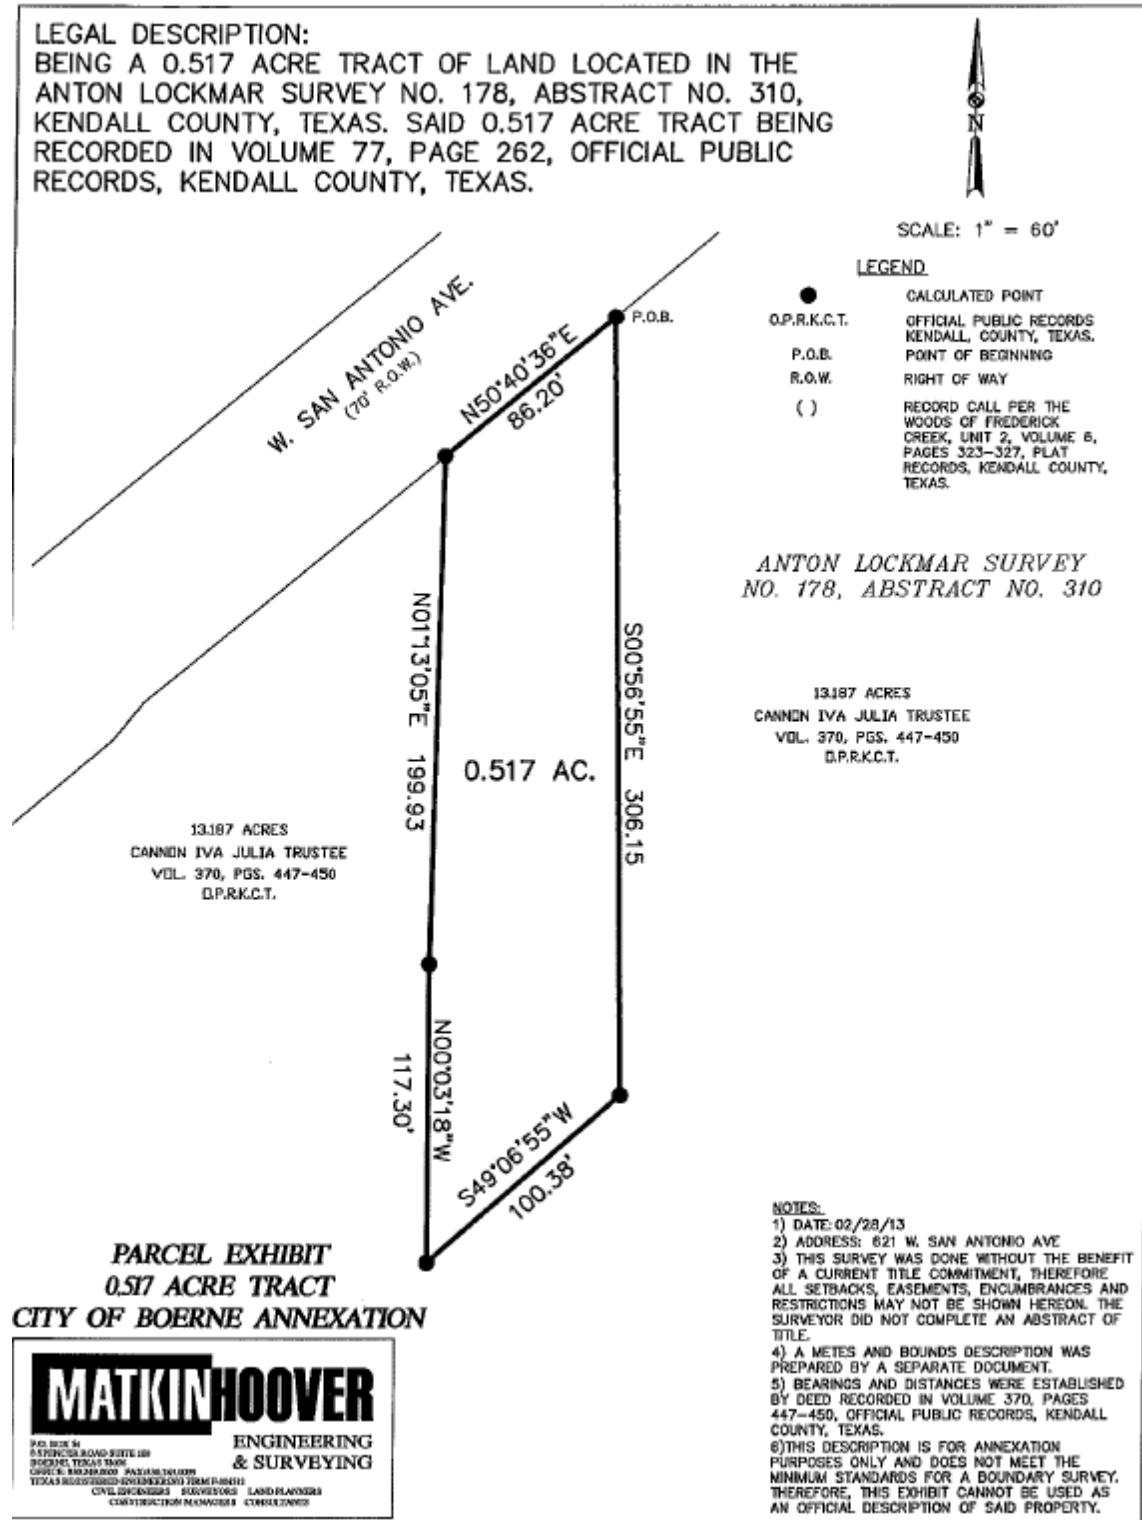 LEGAL DESCRIPTION:
BEING A 0.517 ACRE TRACT OF LAND LOCATED IN THE
ANTON LOCKMAR SURVEY NO. 178, ABSTRACT NO. 310,
KENDALL COUNTY, TEXAS. SAID 0.517 ACRE TRACT BEING
RECORDED IN VOLUME 77, PAGE 262, OFFICIAL PUBLIC
RECORDS, KENDALL COUNTY, TEXAS.
N
SCALE: 1" = 60'
LEGEND
CALCULATED POINT
O.P.R.K.C.T. OFFICIAL PUBLIC RECORDS
KENDALL, COUNTY, TEXAS.
P.O.B. POINT OF BEGINNING
R.O.W. RIGHT OF WAY
( ) RECORD CALL PER THE
WOODS OF FREDERICK
CREEK, UNIT 2, VOLUME 6,
PAGES 323-327, PLAT
RECORDS, KENDALL COUNTY,
TEXAS.
W. SAN ANTONIO AVE.
(70' R.O.W.)
P.O.B.
N50°40'36"E
86.20'
ANTON LOCKMAR SURVEY
NO. 178, ABSTRACT NO. 310
N01°13'05"E 199.93
S00°56'55"E 306.15
0.517 AC.
13.187 ACRES
CANNON IVA JULIA TRUSTEE
VOL. 370, PGS. 447-450
O.P.R.K.C.T.
13.187 ACRES
CANNON IVA JULIA TRUSTEE
VOL. 370, PGS. 447-450
O.P.R.K.C.T.
N00°03'18"W
117.30'
S49°06'55"W
100.38'
PARCEL EXHIBIT
0.517 ACRE TRACT
CITY OF BOERNE ANNEXATION
MATKINHOOVER
ENGINEERING
& SURVEYING
BOERNE, TEXAS
CIVIL ENGINEERS SURVEYORS LAND PLANNERS
CONSTRUCTION MANAGERS CONSULTANTS
NOTES:
1) DATE: 02/28/13
2) ADDRESS: 621 W. SAN ANTONIO AVE
3) THIS SURVEY WAS DONE WITHOUT THE BENEFIT
OF A CURRENT TITLE COMMITMENT, THEREFORE
ALL SETBACKS, EASEMENTS, ENCUMBRANCES AND
RESTRICTIONS MAY NOT BE SHOWN HEREON. THE
SURVEYOR DID NOT COMPLETE AN ABSTRACT OF
TITLE.
4) A METES AND BOUNDS DESCRIPTION WAS
PREPARED BY A SEPARATE DOCUMENT.
5) BEARINGS AND DISTANCES WERE ESTABLISHED
BY DEED RECORDED IN VOLUME 370, PAGES
447-450, OFFICIAL PUBLIC RECORDS, KENDALL
COUNTY, TEXAS.
6)THIS DESCRIPTION IS FOR ANNEXATION
PURPOSES ONLY AND DOES NOT MEET THE
MINIMUM STANDARDS FOR A BOUNDARY SURVEY.
THEREFORE, THIS EXHIBIT CANNOT BE USED AS
AN OFFICIAL DESCRIPTION OF SAID PROPERTY.